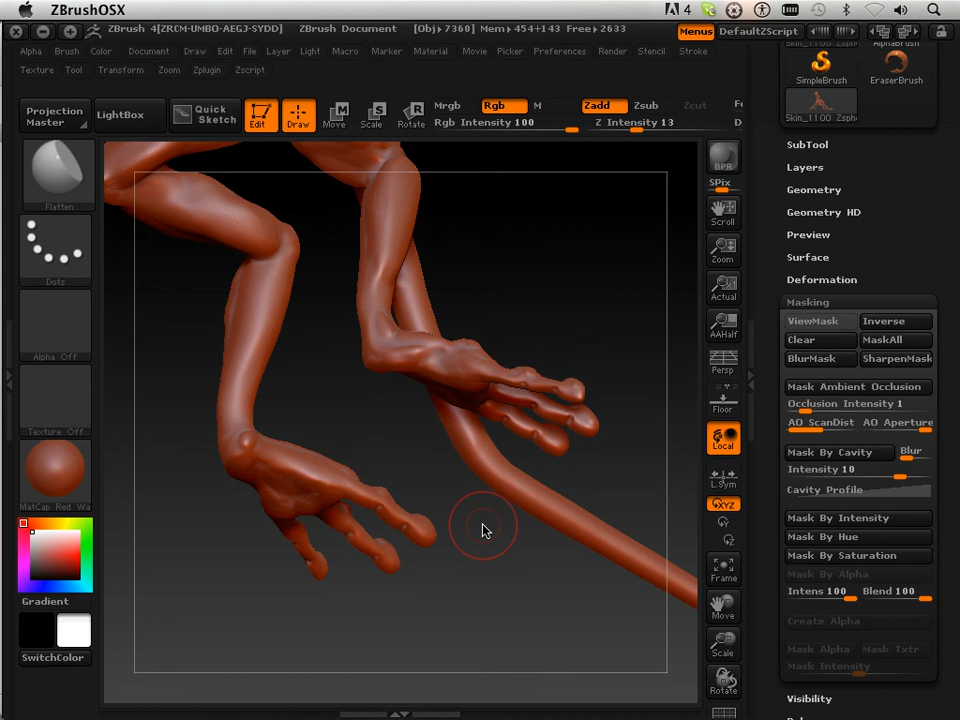 ZBrushOSX
4
ZBrush 4[ZRCM-UMBO-AEGJ-SYDD] ZBrush Document [Obj▸7360] Mem▸454+143 Free▸2633 Menus DefaultZScript
Alpha Brush Color Document Draw Edit File Layer Light Macro Marker Material Movie Picker Preferences Render Stencil Stroke
Texture Tool Transform Zoom Zplugin Zscript
Projection Master
LightBox
Quick Sketch
Edit
Draw
Move
Scale
Rotate
Mrgb Rgb M Zadd Zsub Zcut
Rgb Intensity 100 Z Intensity 13
Flatten
Dots
Alpha Off
Texture Off
MatCap Red Wa
Gradient
SwitchColor
BPR
SPix
Scroll
Zoom
Actual
AAHalf
Persp
Floor
Local
L.Sym
XYZ
Frame
Move
Scale
Rotate
SimpleBrush EraserBrush
SubTool
Layers
Geometry
Geometry HD
Preview
Surface
Deformation
Masking
ViewMask Inverse
Clear MaskAll
BlurMask SharpenMask
Mask Ambient Occlusion
Occlusion Intensity 1
AO ScanDist AO Aperture
Mask By Cavity Blur
Intensity 10
Cavity Profile
Mask By Intensity
Mask By Hue
Mask By Saturation
Mask By Alpha
Intens 100 Blend 100
Create Alpha
Mask Alpha Mask Txtr
Mask Intensity
Visibility